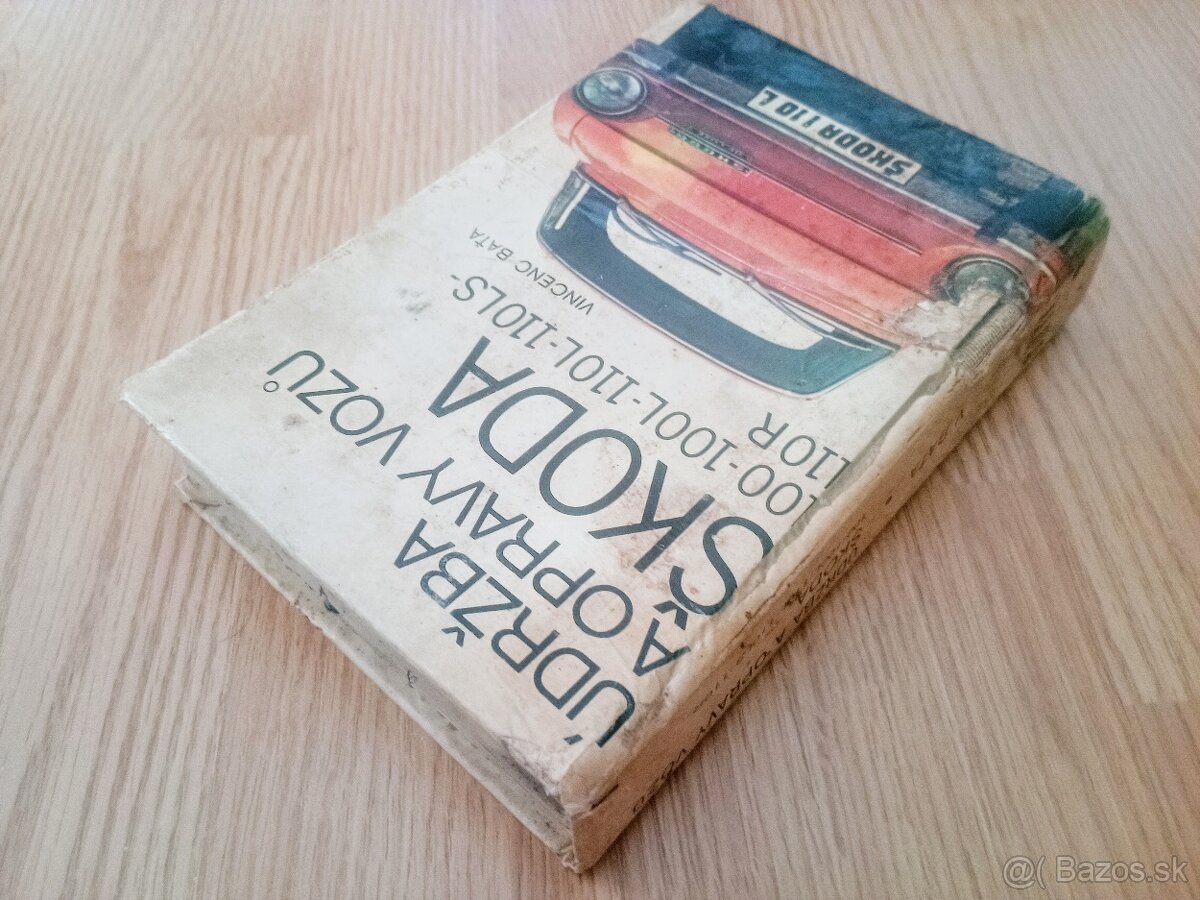 ÚDRŽBA
A OPRAVY VOZŮ
ŠKODA
100-100L-110L-110LS-
110R
VINCENC BAŤA
ŠKODA 110 L
@( Bazos.sk